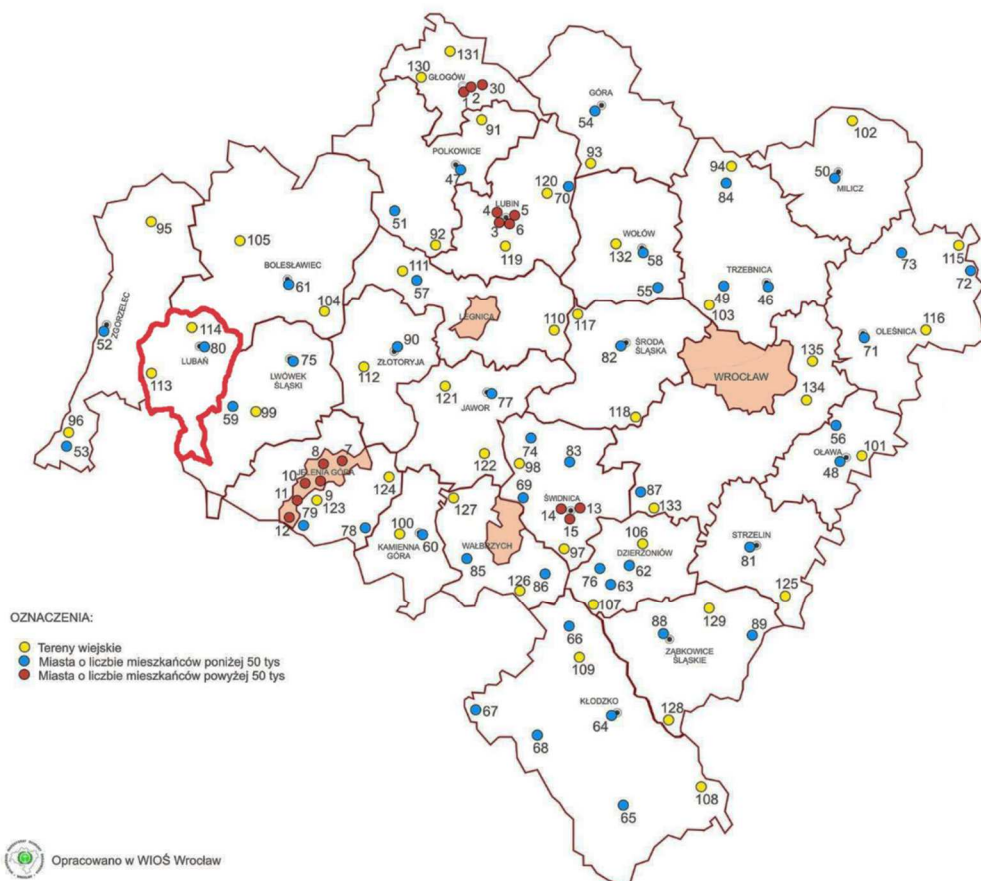 131
130
GŁOGÓW
1 2 30
91
GÓRA
54
93
102
50
MILICZ
94
84
POLKOWICE
47
120
70
LUBIN
4 5
3 6
119
51
92
95
105
BOLESŁAWIEC
61
104
111
57
WOŁÓW
132 58
55
TRZEBNICA
49 46
103
73
115
72
116
OLEŚNICA
71
ZGORZELEC
52
114
LUBAŃ 80
113
75
LWÓWEK
ŚLĄSKI
59 99
96
53
LEGNICA
110
117
90
ZŁOTORYJA
112
ŚRODA
ŚLĄSKA
82
WROCŁAW
135
134
121
JAWOR 77
118
122
56
101
OŁAWA
48
8 7
JELENIA GÓRA
10
11 9
123
79
12
124
78
74 83
98
69
ŚWIDNICA
14 13
15
97
87
133
127
100
KAMIENNA
GÓRA
60
WAŁBRZYCH
85
126 86
106
DZIERŻONIÓW
76 62
63
107
STRZELIN
81
125
129
88 89
ZĄBKOWICE
ŚLĄSKIE
66
109
67
KŁODZKO
64
68
128
108
65
OZNACZENIA:
Tereny wiejskie
Miasta o liczbie mieszkańców poniżej 50 tys
Miasta o liczbie mieszkańców powyżej 50 tys
Opracowano w WIOŚ Wrocław